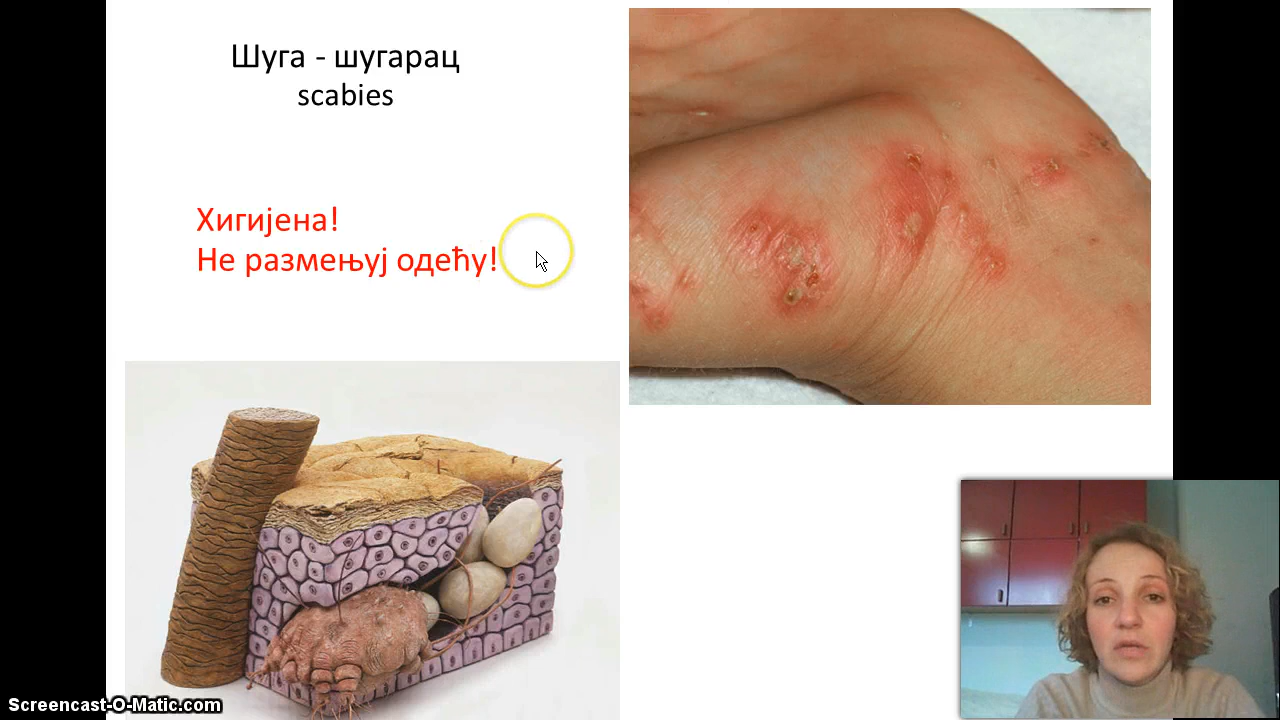 Шуга - шугарац
scabies
Хигијена!
Не размењуј одећу!
Screencast-O-Matic.com